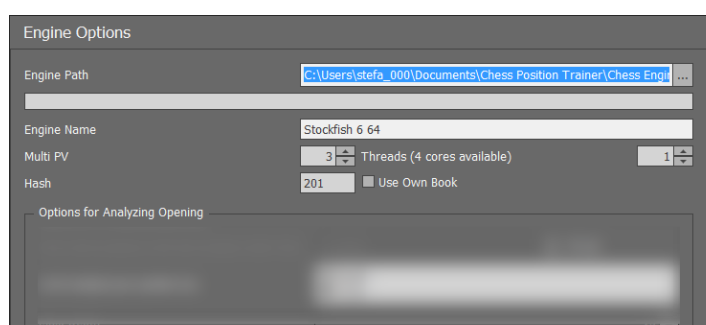 Engine Options
Engine Path C:\Users\stefa_000\Documents\Chess Position Trainer\Chess Engin ...
Engine Name Stockfish 6 64
Multi PV 3 Threads (4 cores available) 1
Hash 201 Use Own Book
Options for Analyzing Opening